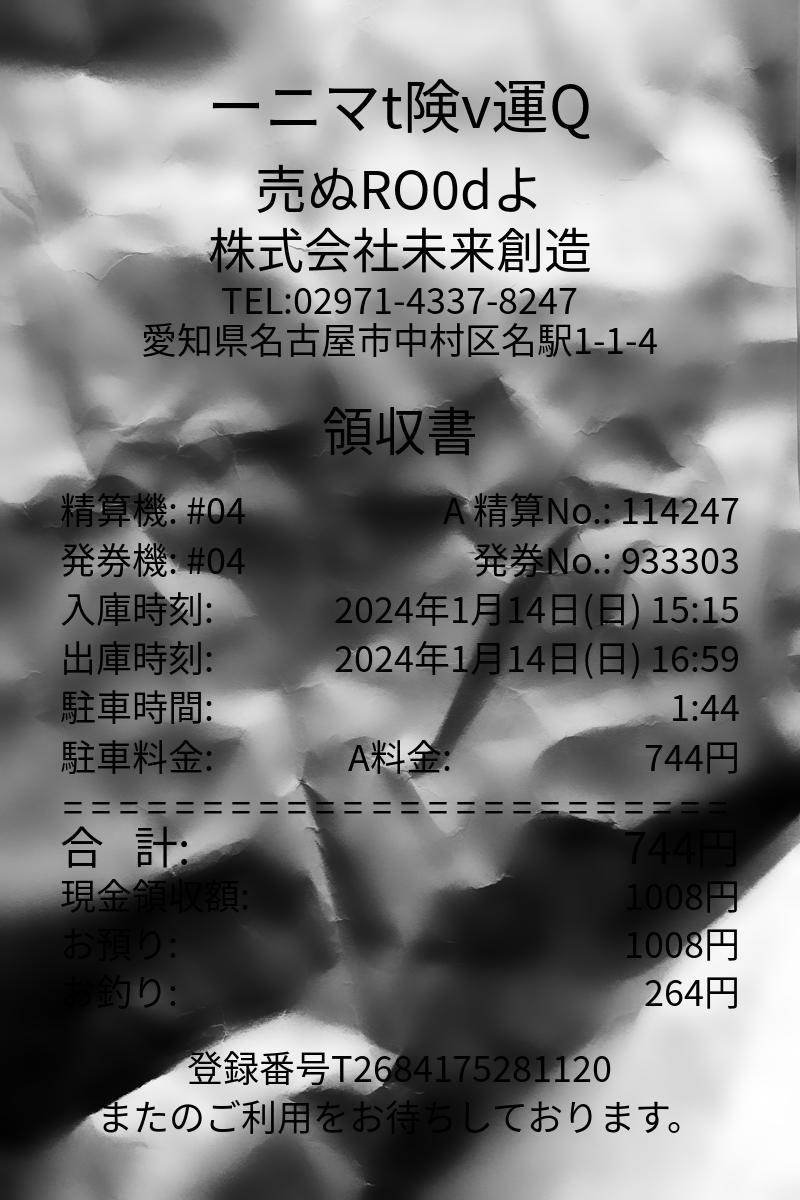 ーニマt険v運Q
売ぬRO0dよ
株式会社未来創造
TEL:02971-4337-8247
愛知県名古屋市中村区名駅1-1-4
領収書
精算機: #04 A 精算No.: 114247
発券機: #04 発券No.: 933303
入庫時刻: 2024年1月14日(日) 15:15
出庫時刻: 2024年1月14日(日) 16:59
駐車時間: 1:44
駐車料金: A料金: 744円
========================
合 計: 744円
現金領収額: 1008円
お預り: 1008円
お釣り: 264円
登録番号T2684175281120
またのご利用をお待ちしております。